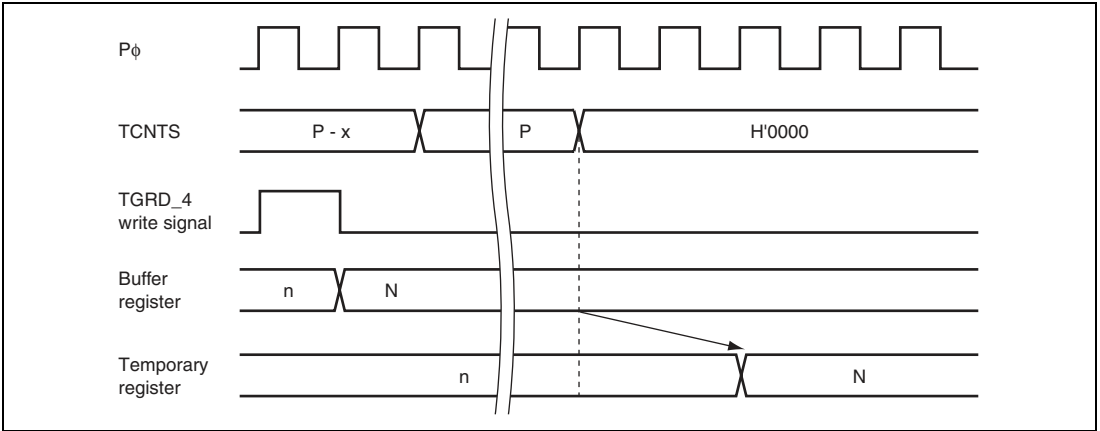 Pϕ
TCNTS
P - x
P
H'0000
TGRD_4
write signal
Buffer
register
n
N
Temporary
register
n
N